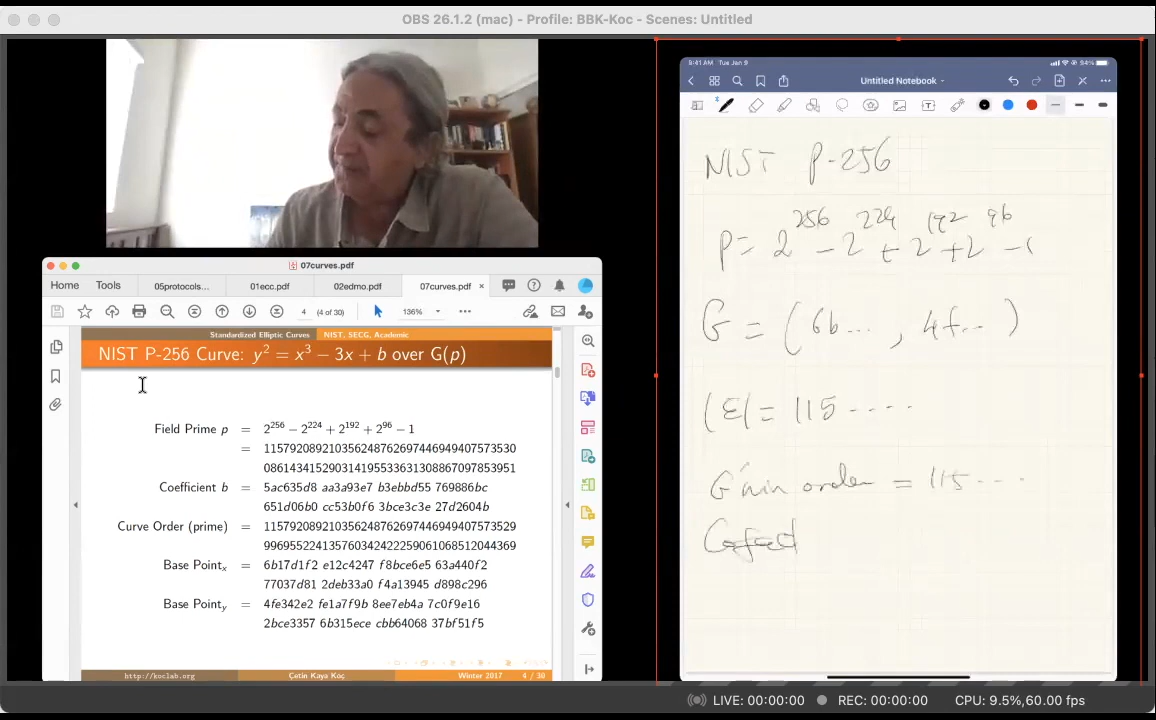 OBS 26.1.2 (mac) - Profile: BBK-Koc - Scenes: Untitled
07curves.pdf
Home Tools 05protocols... 01ecc.pdf 02edmo.pdf 07curves.pdf ×
4 (4 of 30) 136%
Standardized Elliptic Curves NIST, SECG, Academic
NIST P-256 Curve: y² = x³ − 3x + b over G(p)
Field Prime p = 2²⁵⁶ − 2²²⁴ + 2¹⁹² + 2⁹⁶ − 1
= 115792089210356248762697446949407573530
086143415290314195533631308867097853951
Coefficient b = 5ac635d8 aa3a93e7 b3ebbd55 769886bc
651d06b0 cc53b0f6 3bce3c3e 27d2604b
Curve Order (prime) = 115792089210356248762697446949407573529
996955224135760342422259061068512044369
Base Pointₓ = 6b17d1f2 e12c4247 f8bce6e5 63a440f2
77037d81 2deb33a0 f4a13945 d898c296
Base Pointᵧ = 4fe342e2 fe1a7f9b 8ee7eb4a 7c0f9e16
2bce3357 6b315ece cbb64068 37bf51f5
http://koclab.org Çetin Kaya Koç Winter 2017 4 / 30
9:41 AM Tue Jan 9 94%
Untitled Notebook
NIST P-256
P = 2²⁵⁶ − 2²²⁴ + 2¹⁹² + 2⁹⁶ − 1
G = (6b... , 4f... )
|E| = 115 ....
G'nin order = 115 ...
LIVE: 00:00:00 REC: 00:00:00 CPU: 9.5%,60.00 fps